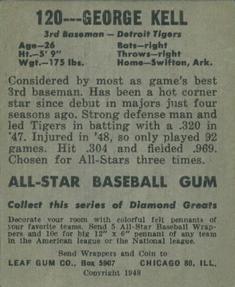 120---GEORGE KELL
3rd Baseman - Detroit Tigers
Age-26 Bats-right
Ht.- 5' 9" Throws-right
Wgt.-175 lbs. Home-Swifton, Ark.
Considered by most as game's best
3rd baseman. Has been a hot corner
star since debut in majors just four
seasons ago. Strong defense man and
led Tigers in batting with a .320 in
'47. Injured in '48, so only played 92
games. Hit .304 and fielded .969.
Chosen for All-Stars three times.
ALL-STAR BASEBALL GUM
Collect this series of Diamond Greats
Decorate your room with colorful felt pennants of
your favorite teams. Send 5 All-Star Baseball Wrap-
pers and 10c for big 12" x 6" pennant of any team
in the American league or the National league.
Send Wrappers and Coin to
LEAF GUM CO., Box 5907 CHICAGO 80, ILL.
Copyright 1948